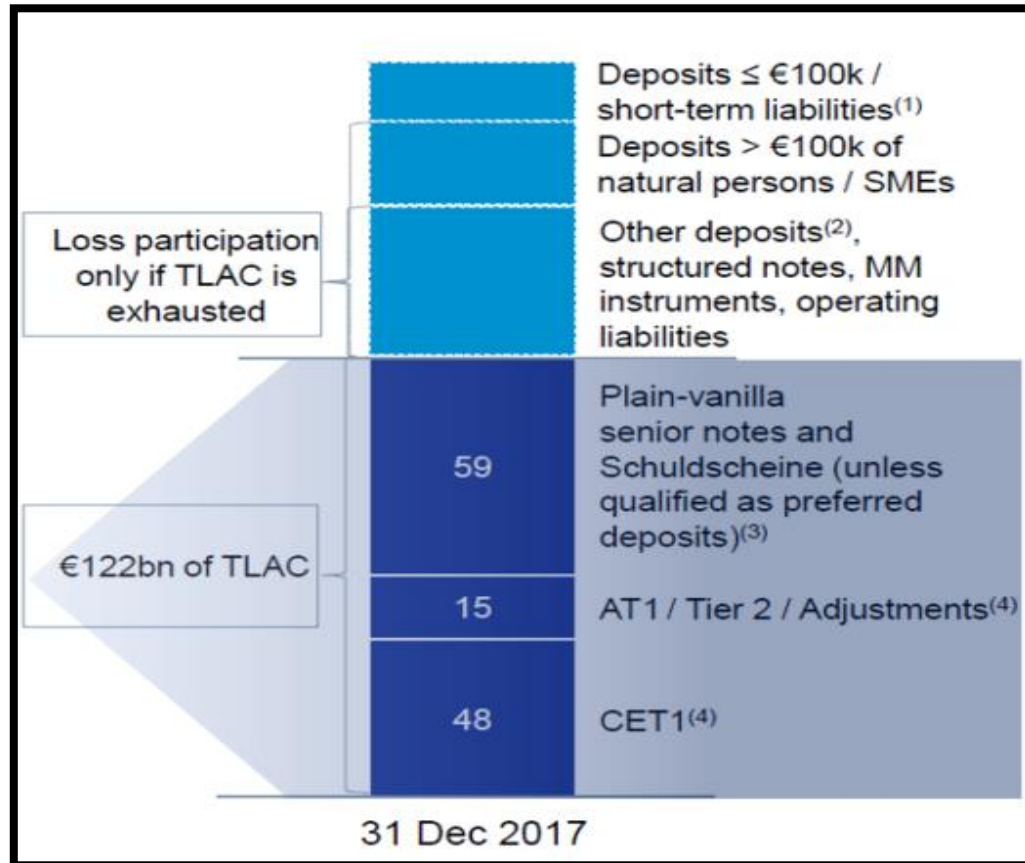 Deposits ≤ €100k /
short-term liabilities(1)
Deposits > €100k of
natural persons / SMEs
Loss participation
only if TLAC is
exhausted
Other deposits(2),
structured notes, MM
instruments, operating
liabilities
Plain-vanilla
senior notes and
Schuldscheine (unless
qualified as preferred
deposits)(3)
59
€122bn of TLAC
15
AT1 / Tier 2 / Adjustments(4)
48
CET1(4)
31 Dec 2017